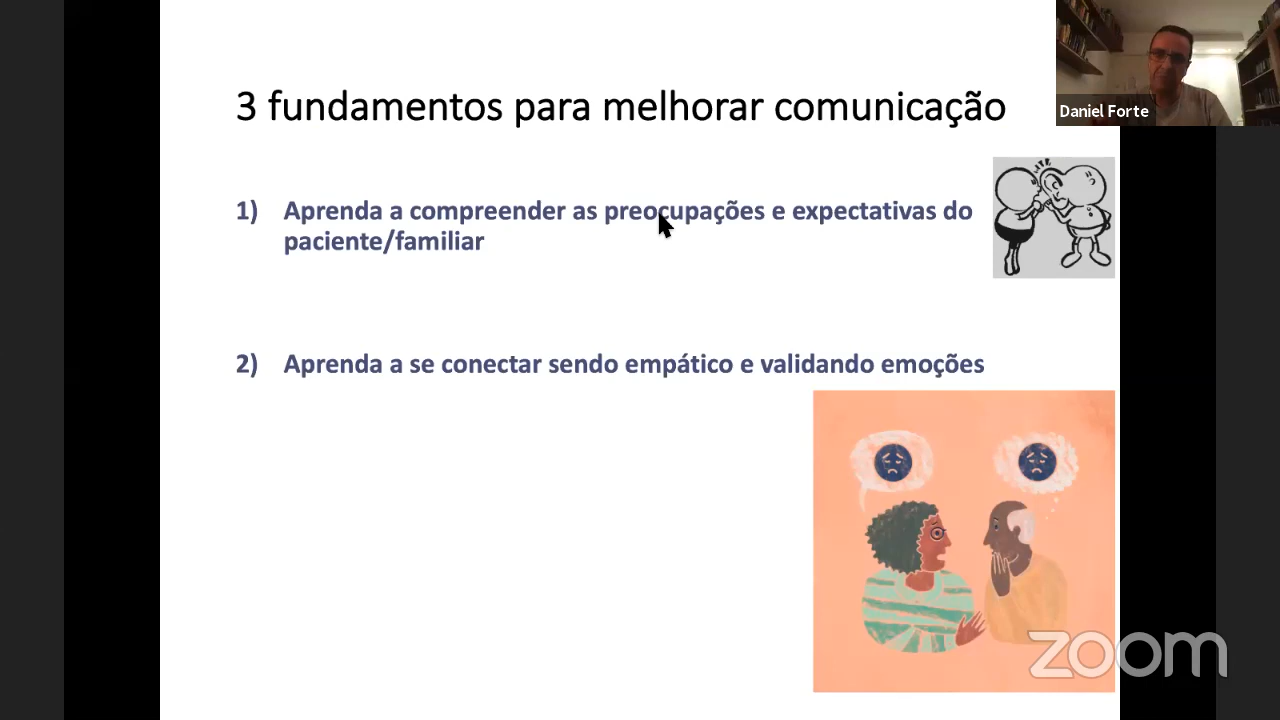 3 fundamentos para melhorar comunicação
Daniel Forte
1) Aprenda a compreender as preocupações e expectativas do
paciente/familiar
2) Aprenda a se conectar sendo empático e validando emoções
zoom